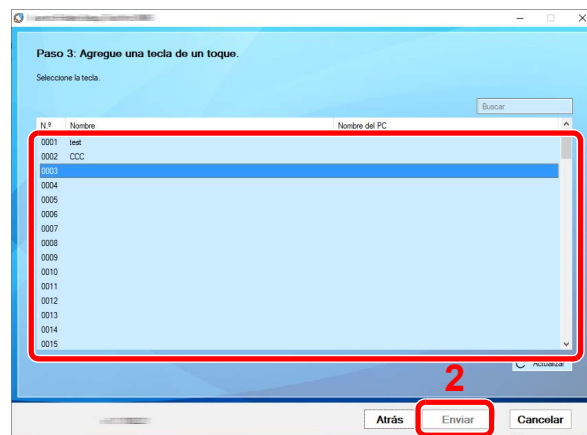 Paso 3: Agregue una tecla de un toque.
Seleccione la tecla.
Buscar
N.º Nombre Nombre del PC
0001 test
0002 CCC
0003
0004
0005
0006
0007
0008
0009
0010
0011
0012
0013
0014
0015
Actualizar
2
Atrás Enviar Cancelar